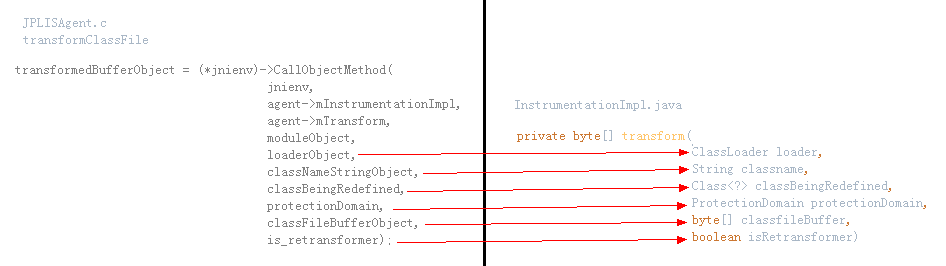 JPLISAgent.c
transformClassFile
transformedBufferObject = (*jnienv)->CallObjectMethod(
jnienv,
agent->mInstrumentationImpl,
agent->mTransform,
moduleObject,
loaderObject,
classNameStringObject,
classBeingRedefined,
protectionDomain,
classFileBufferObject,
is_retransformer);
InstrumentationImpl.java
private byte[] transform(
ClassLoader loader,
String classname,
Class<?> classBeingRedefined,
ProtectionDomain protectionDomain,
byte[] classfileBuffer,
boolean isRetransformer)